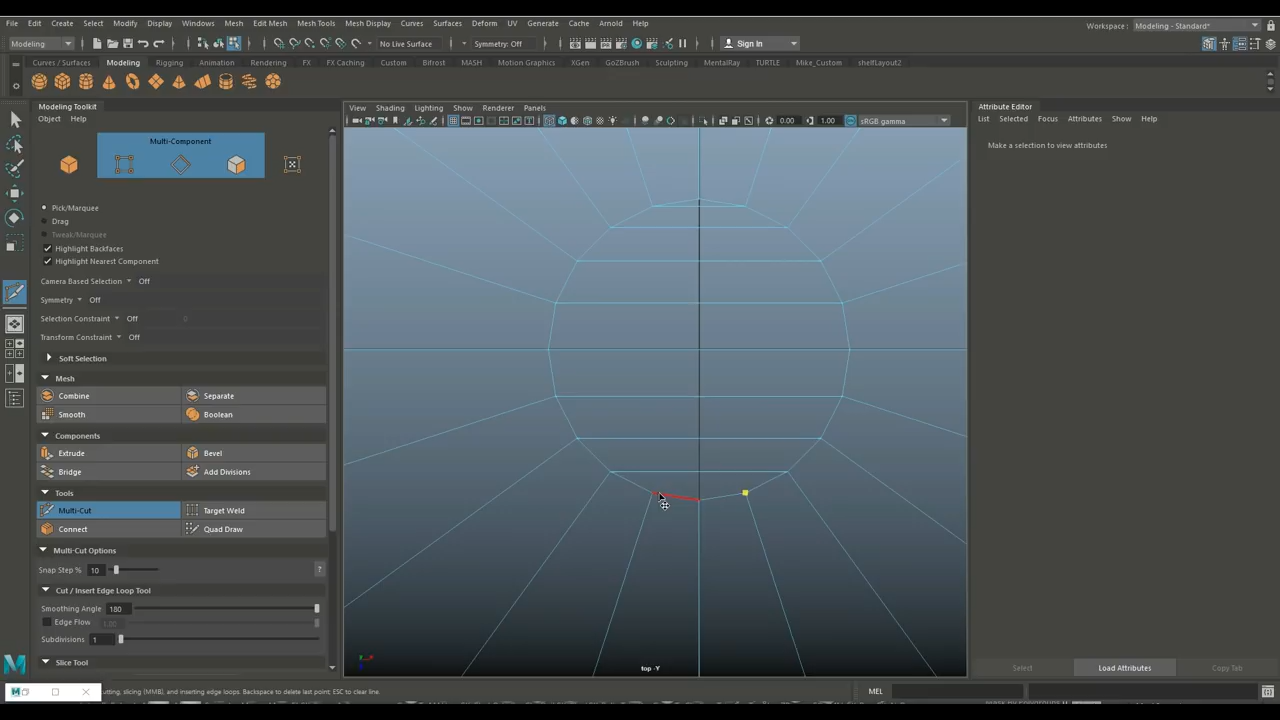 File Edit Create Select Modify Display Windows Mesh Edit Mesh Mesh Tools Mesh Display Curves Surfaces Deform UV Generate Cache Arnold Help
Workspace : Modeling - Standard*
Modeling No Live Surface Symmetry: Off Sign In
Curves / Surfaces Modeling Rigging Animation Rendering FX FX Caching Custom Bifrost MASH Motion Graphics XGen GoZBrush Sculpting MentalRay TURTLE Mike_Custom shelfLayout2
Modeling Toolkit
Object Help
Multi-Component
Pick/Marquee
Drag
Tweak/Marquee
Highlight Backfaces
Highlight Nearest Component
Camera Based Selection Off
Symmetry Off
Selection Constraint Off
Transform Constraint Off
Soft Selection
Mesh
Combine Separate
Smooth Boolean
Components
Extrude Bevel
Bridge Add Divisions
Tools
Multi-Cut Target Weld
Connect Quad Draw
Multi-Cut Options
Snap Step % 10 ?
Cut / Insert Edge Loop Tool
Smoothing Angle 180
Edge Flow 1.00
Subdivisions 1
Slice Tool
View Shading Lighting Show Renderer Panels
0.00 1.00 sRGB gamma
top -Y
Attribute Editor
List Selected Focus Attributes Show Help
Make a selection to view attributes
Select Load Attributes Copy Tab
utting, slicing (MMB), and inserting edge loops. Backspace to delete last point; ESC to clear line.
MEL